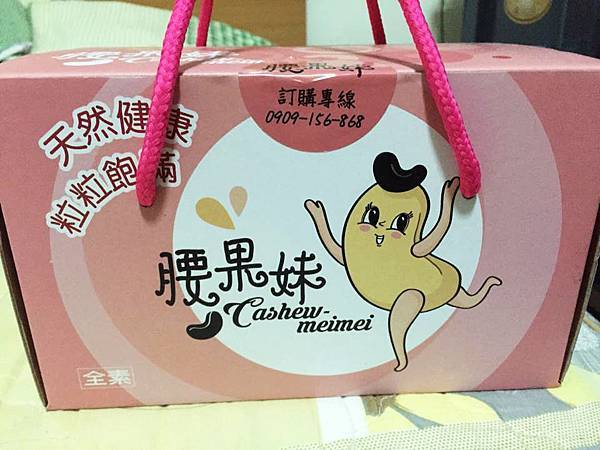 腰果妹
訂購專線
0909-156-868
天然健康
粒粒飽滿
腰果妹
Cashew-
meimei
全素